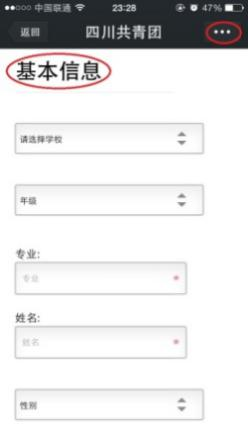 中国联通 23:28 47%
返回 四川共青团
基本信息
请选择学校
年级
专业:
专业 *
姓名:
姓名 *
性别